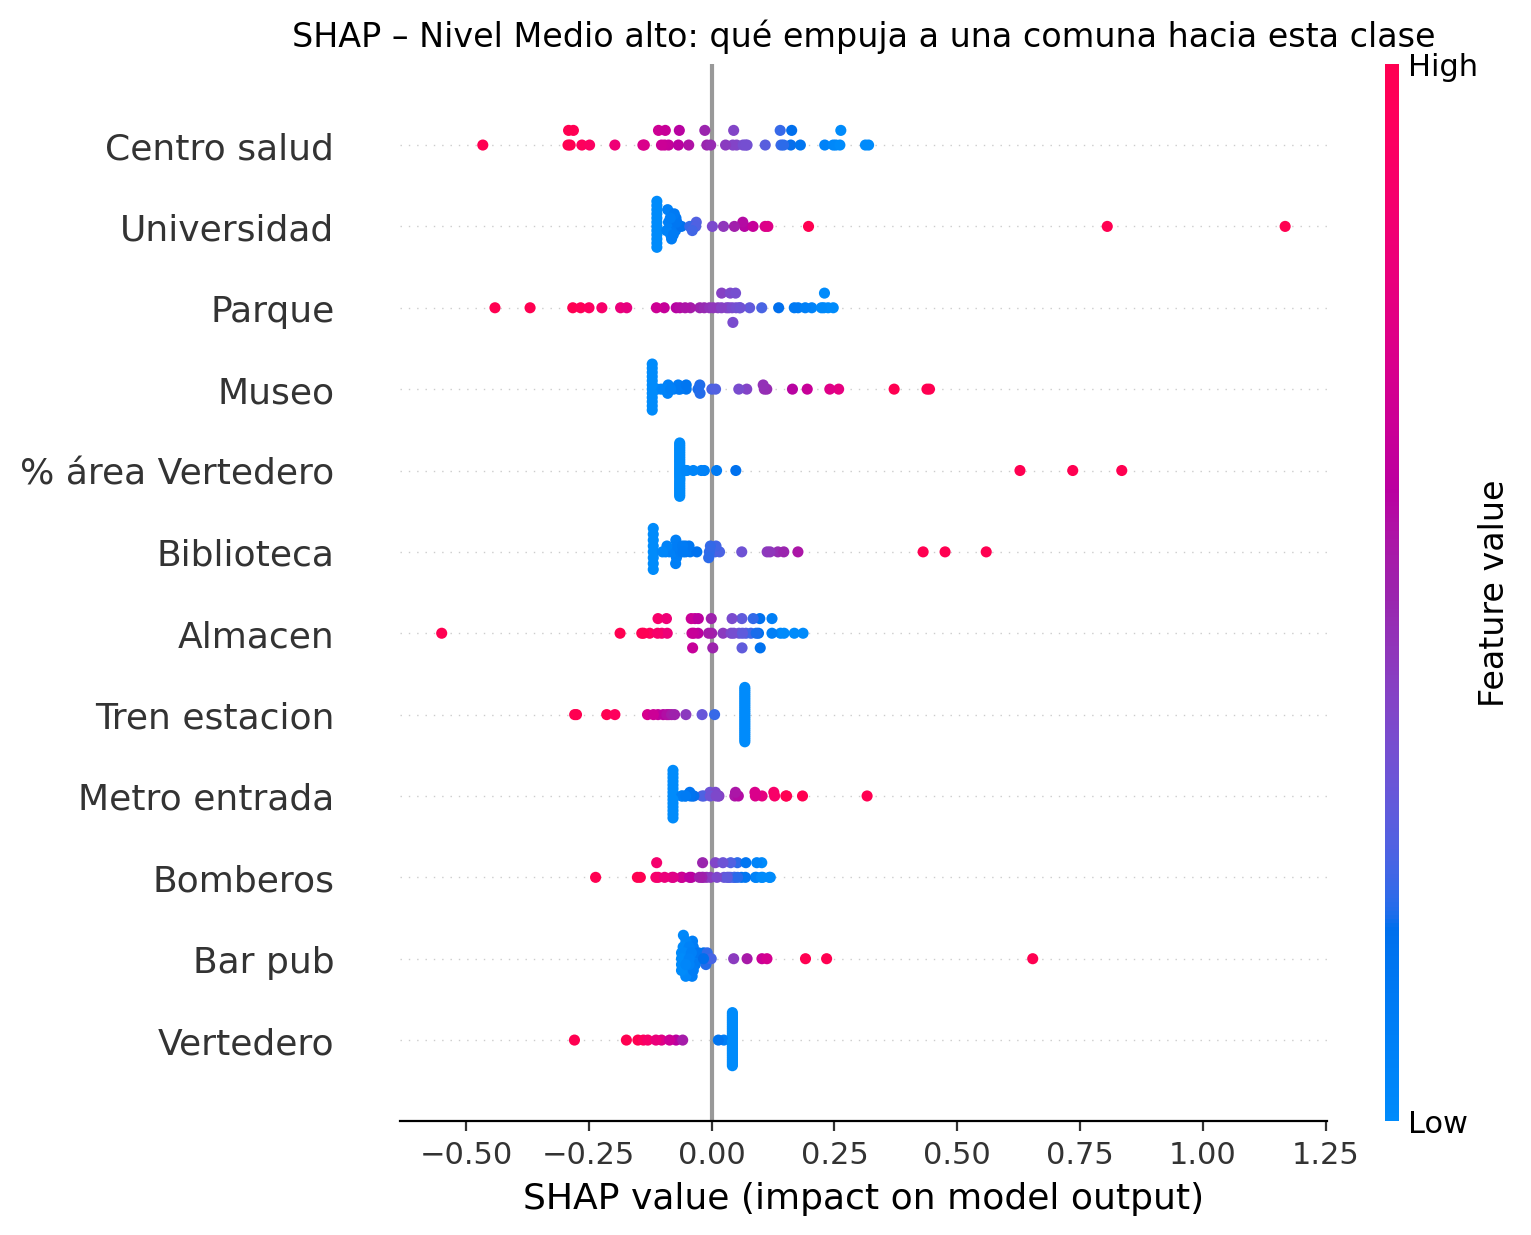 SHAP – Nivel Medio alto: qué empuja a una comuna hacia esta clase
High
Centro salud
Universidad
Parque
Museo
% área Vertedero
Biblioteca
Almacen
Tren estacion
Metro entrada
Bomberos
Bar pub
Vertedero
Feature value
Low
−0.50 −0.25 0.00 0.25 0.50 0.75 1.00 1.25
SHAP value (impact on model output)